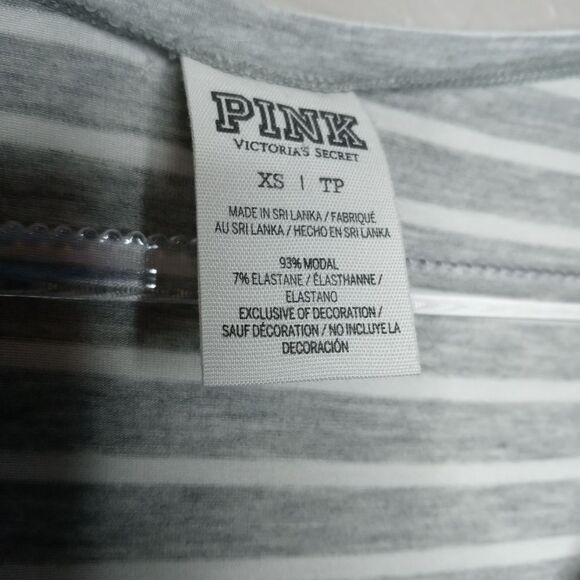 PINK
VICTORIA'S SECRET
XS | TP
MADE IN SRI LANKA / FABRIQUÉ
AU SRI LANKA / HECHO EN SRI LANKA
93% MODAL
7% ELASTANE / ÉLASTHANNE /
ELASTANO
EXCLUSIVE OF DECORATION /
SAUF DÉCORATION / NO INCLUYE LA
DECORACIÓN